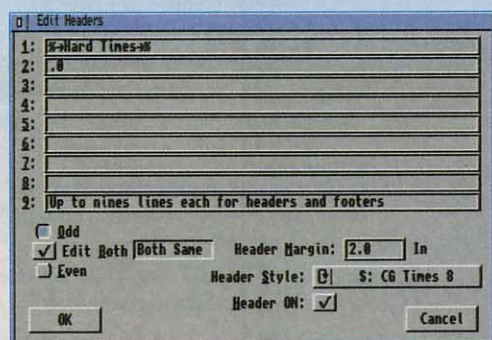 Edit Headers
1: %→Hard Times→%
2: .0
3:
4:
5:
6:
7:
8:
9: Up to nines lines each for headers and footers
Odd
Edit Both Both Same Header Margin: 2.0 In
Even
Header Style: S: CG Times 8
Header ON:
OK Cancel